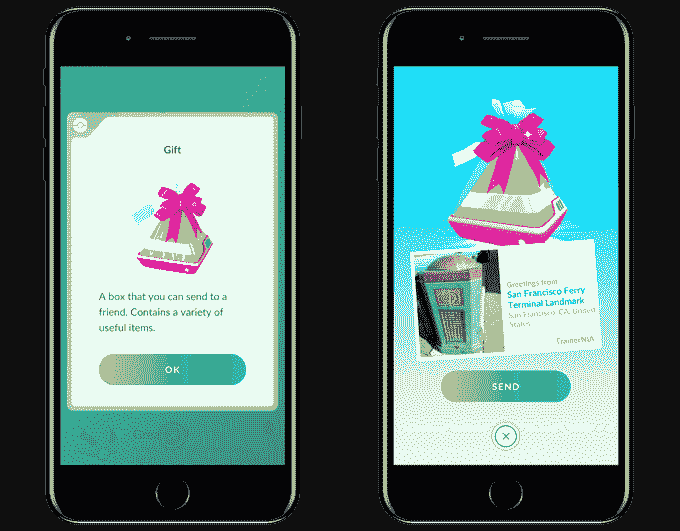 Gift
A box that you can send to a
friend. Contains a variety of
useful items.
OK
Greetings from
San Francisco Ferry
Terminal Landmark
San Francisco, CA, United
States
TrainerNIA
SEND